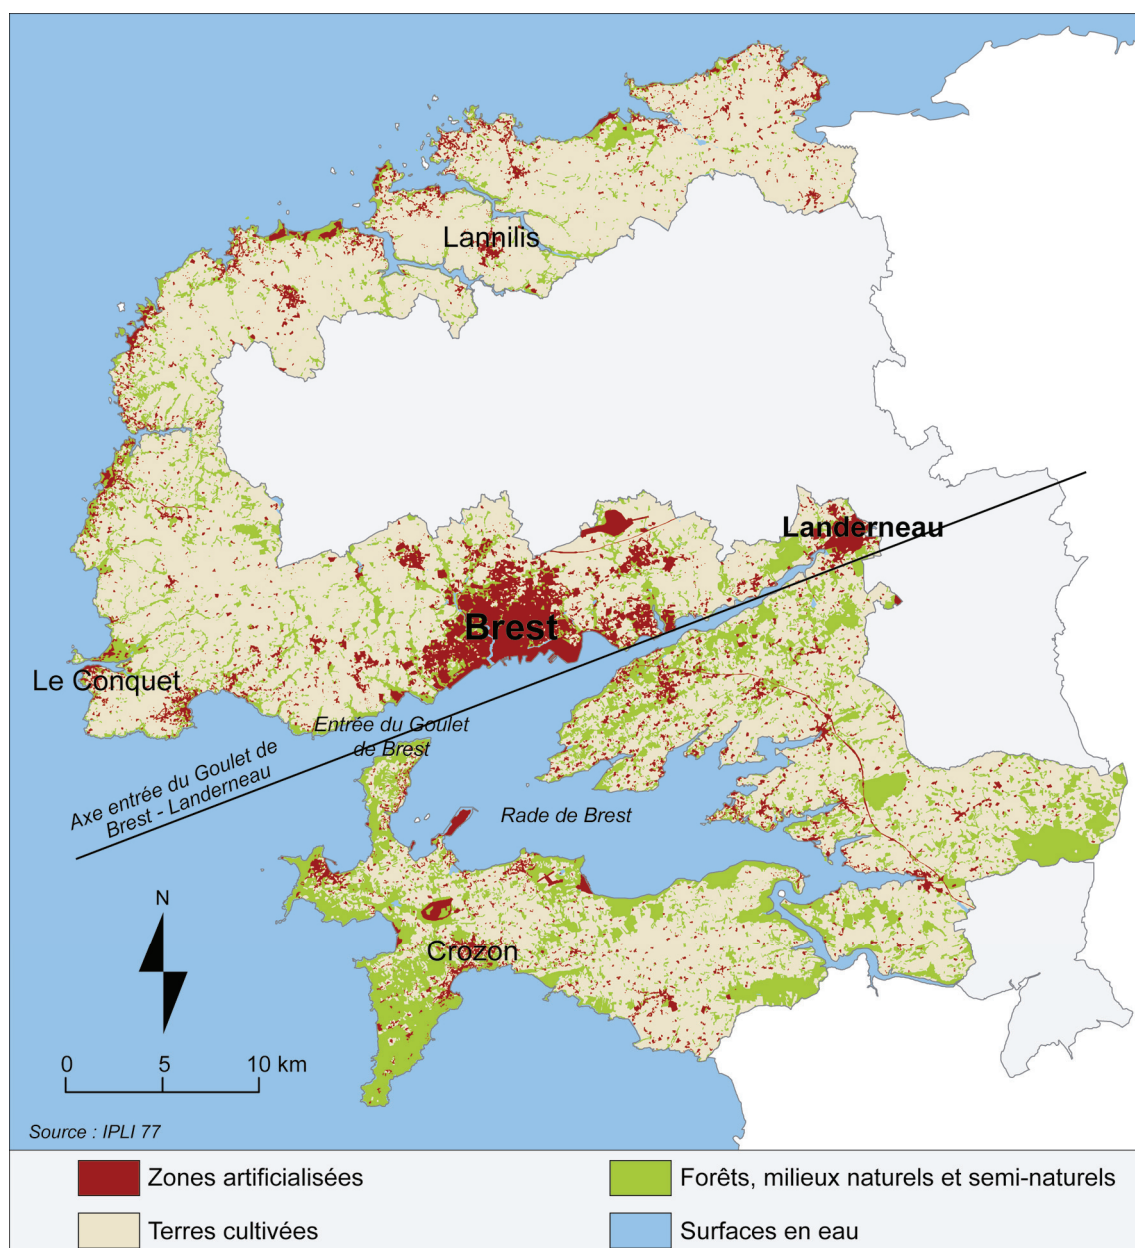 Lannilis
Landerneau
Brest
Le Conquet
Entrée du Goulet
de Brest
Axe entrée du Goulet de
Brest - Landerneau
Rade de Brest
Crozon
N
0 5 10 km
Source : IPLI 77
Zones artificialisées
Forêts, milieux naturels et semi-naturels
Terres cultivées
Surfaces en eau